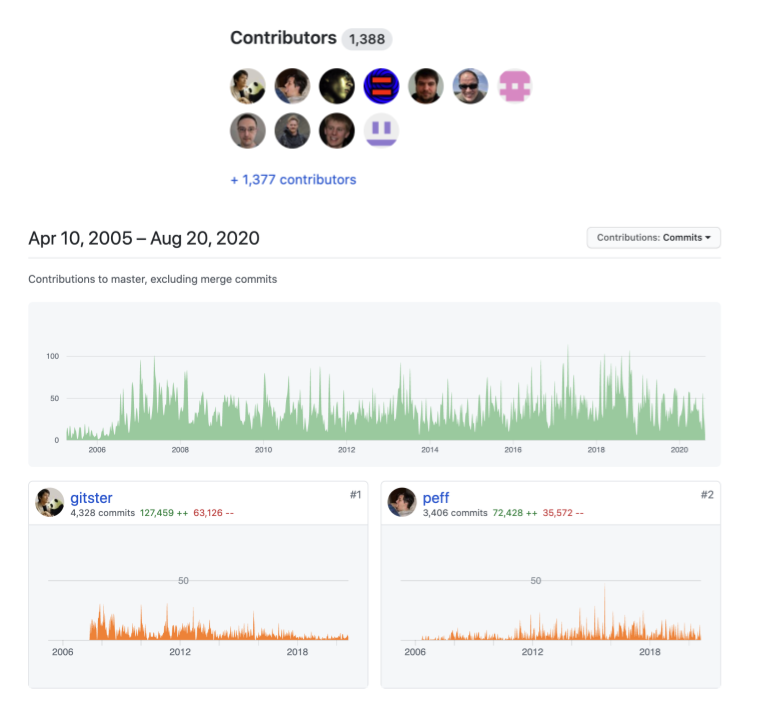 Contributors 1,388
+ 1,377 contributors
Apr 10, 2005 – Aug 20, 2020
Contributions: Commits
Contributions to master, excluding merge commits
100
50
0
2006 2008 2010 2012 2014 2016 2018 2020
gitster #1
4,328 commits 127,459 ++ 63,126 --
50
2006 2012 2018
peff #2
3,406 commits 72,428 ++ 35,572 --
50
2006 2012 2018